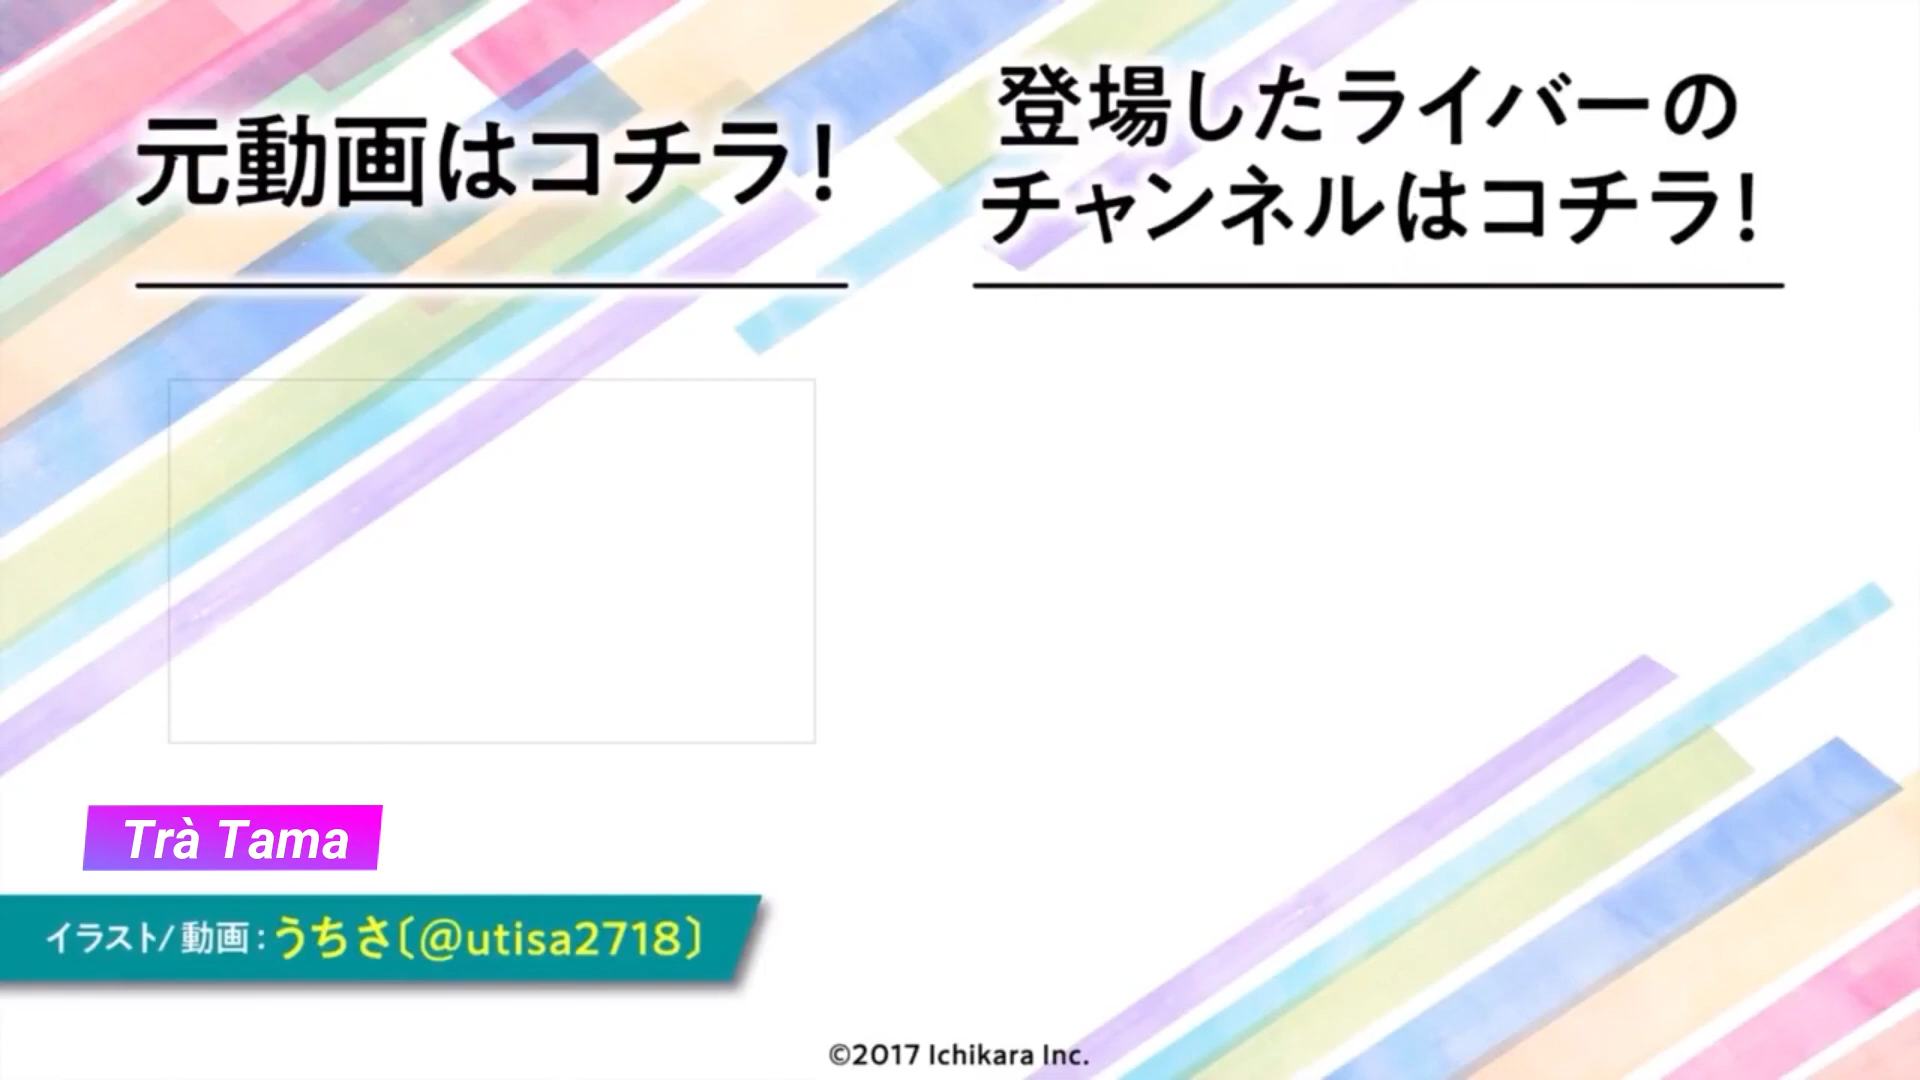 元動画はコチラ!
登場したライバーの
チャンネルはコチラ!
Trà Tama
イラスト/動画:うちさ〔@utisa2718〕
©2017 Ichikara Inc.